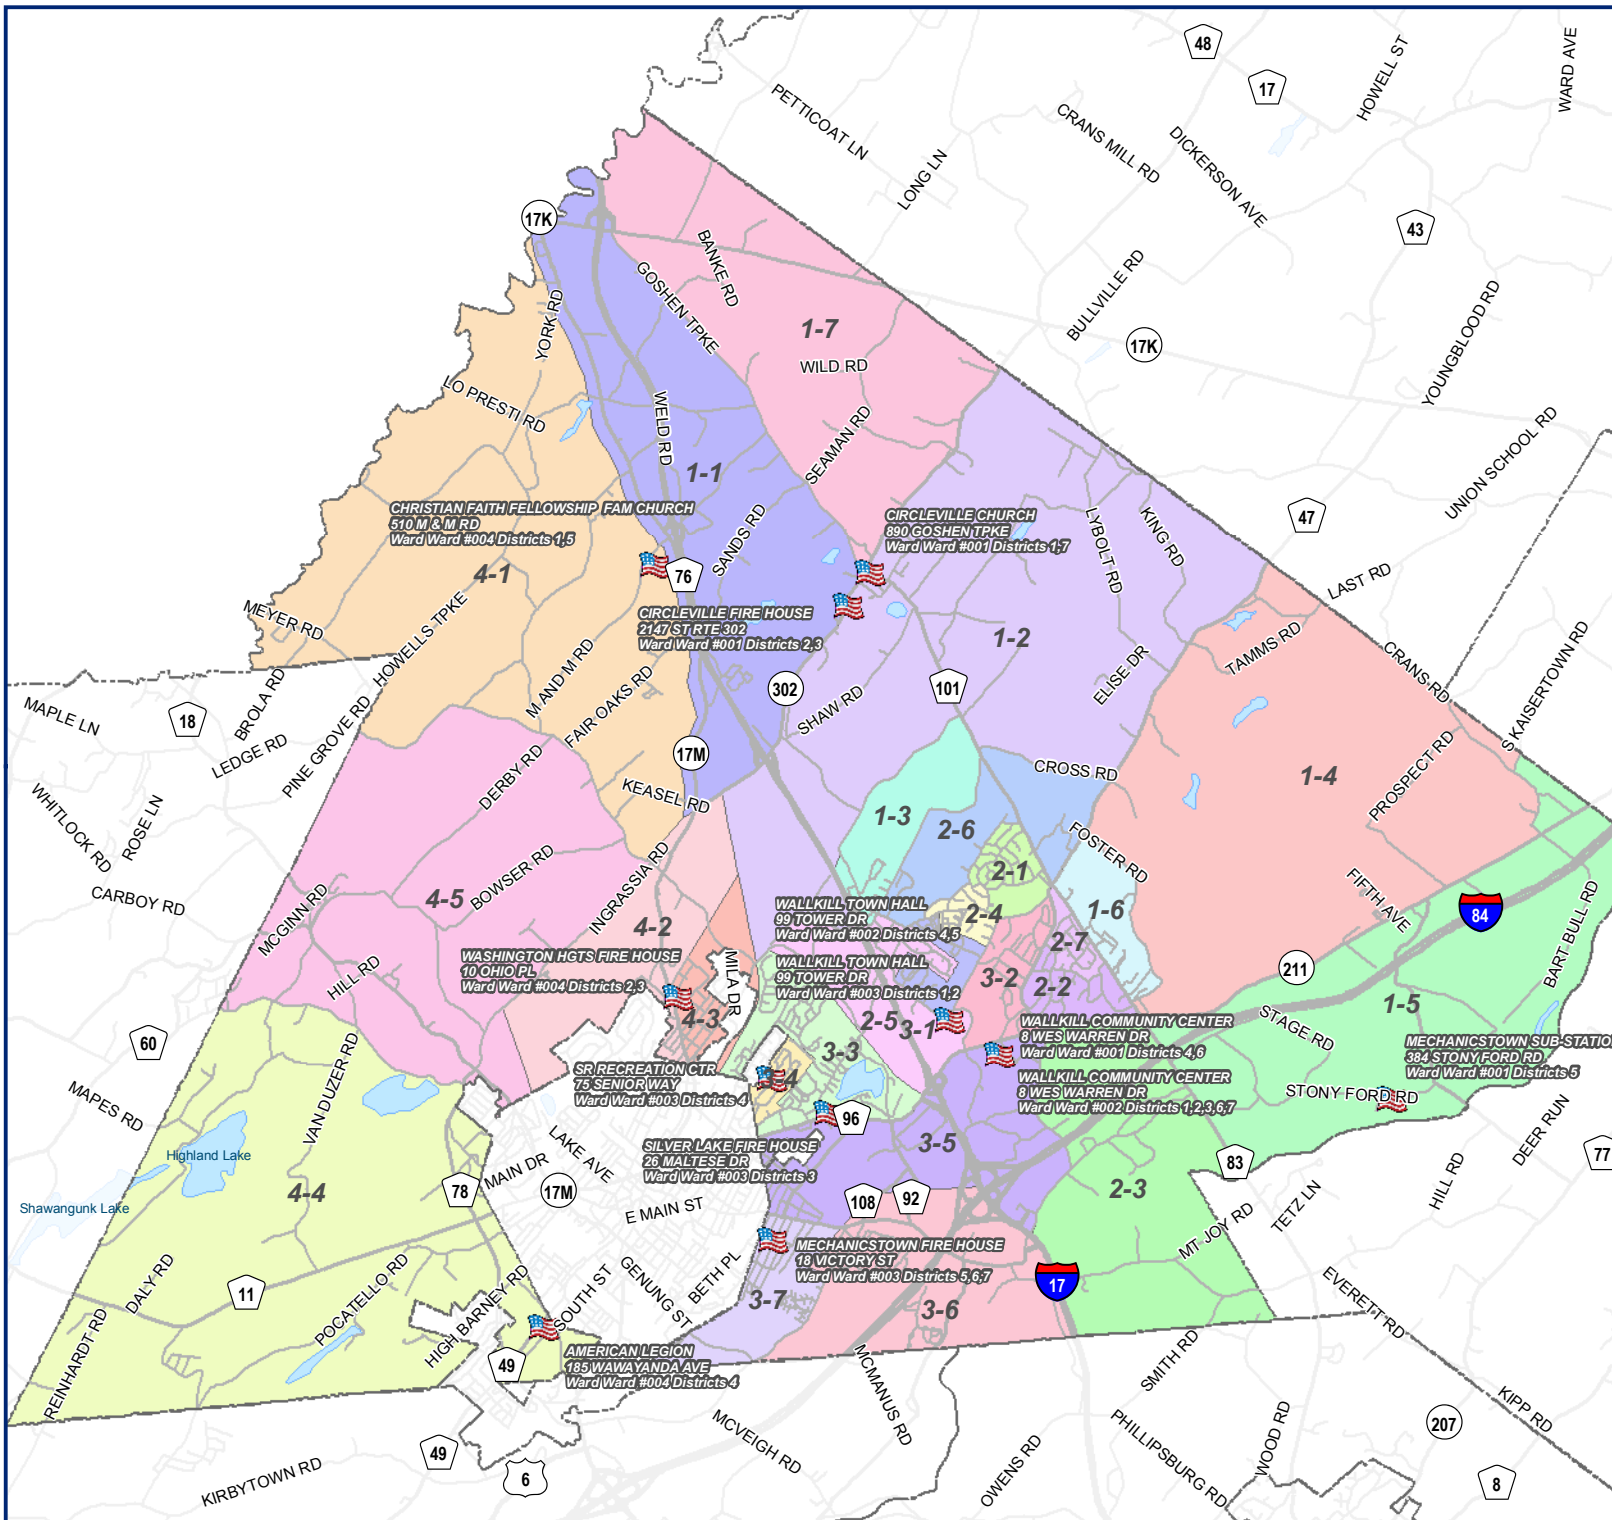 48
17
HOWELL ST
WARD AVE
PETTICOAT LN
CRANS MILL RD
DICKERSON AVE
LONG LN
17K
43
BANKE RD
GOSHEN TPKE
BULLVILLE RD
YORK RD
1-7
17K
YOUNGBLOOD RD
WILD RD
LO PRESTI RD
WELD RD
SEAMAN RD
UNION SCHOOL RD
1-1
CHRISTIAN FAITH FELLOWSHIP FAM CHURCH
510 M & M RD
Ward Ward #004 Districts 1,5
CIRCLEVILLE CHURCH
890 GOSHEN TPKE
Ward Ward #001 Districts 1,7
SANDS RD
LYBOLT RD
KING RD
47
4-1
76
LAST RD
MEYER RD
HOWELLS TPKE
CIRCLEVILLE FIRE HOUSE
2147 ST RTE 302
Ward Ward #001 Districts 2,3
1-2
TAMMS RD
CRANS RD
S KAISERTOWN RD
M AND M RD
FAIR OAKS RD
302
101
ELISE DR
SHAW RD
MAPLE LN
18
BROLA RD
LEDGE RD
PINE GROVE RD
17M
DERBY RD
KEASEL RD
CROSS RD
1-4
PROSPECT RD
WHITLOCK RD
ROSE LN
1-3
2-6
FOSTER RD
2-1
CARBOY RD
MCGINN RD
4-5
BOWSER RD
INGRASSIA RD
4-2
WALLKILL TOWN HALL
99 TOWER DR
Ward Ward #002 Districts 4,5
2-4
1-6
FIFTH AVE
84
BART BULL RD
2-7
WASHINGTON HGTS FIRE HOUSE
10 OHIO PL
Ward Ward #004 Districts 2,3
MILA DR
WALLKILL TOWN HALL
99 TOWER DR
Ward Ward #003 Districts 1,2
3-2
2-2
211
HILL RD
4-3
2-5
3-1
1-5
STAGE RD
60
VAN DUZER RD
3-3
WALLKILL COMMUNITY CENTER
8 WES WARREN DR
Ward Ward #001 Districts 4,6
MECHANICSTOWN SUB-STATION
384 STONY FORD RD
Ward Ward #001 Districts 5
SR RECREATION CTR
75 SENIOR WAY
Ward Ward #003 Districts 4
WALLKILL COMMUNITY CENTER
8 WES WARREN DR
Ward Ward #002 Districts 1,2,3,6,7
STONY FORD RD
MAPES RD
96
DEER RUN
Highland Lake
LAKE AVE
SILVER LAKE FIRE HOUSE
26 MALTESE DR
Ward Ward #003 Districts 3
3-5
83
77
MAIN DR
78
17M
4-4
2-3
HILL RD
Shawangunk Lake
E MAIN ST
108
92
TETZ LN
MT JOY RD
MECHANICSTOWN FIRE HOUSE
18 VICTORY ST
Ward Ward #003 Districts 5,6,7
DALY RD
11
POCATELLO RD
HIGH BARNEY RD
SOUTH ST
GENUNG ST
BETH PL
3-7
3-6
17
EVERETT RD
REINHARDT RD
49
AMERICAN LEGION
185 WAWAYANDA AVE
Ward Ward #004 Districts 4
MCMANUS RD
SMITH RD
KIPP RD
MCVEIGH RD
PHILLIPSBURG RD
WOOD RD
207
49
6
KIRBYTOWN RD
OWENS RD
8